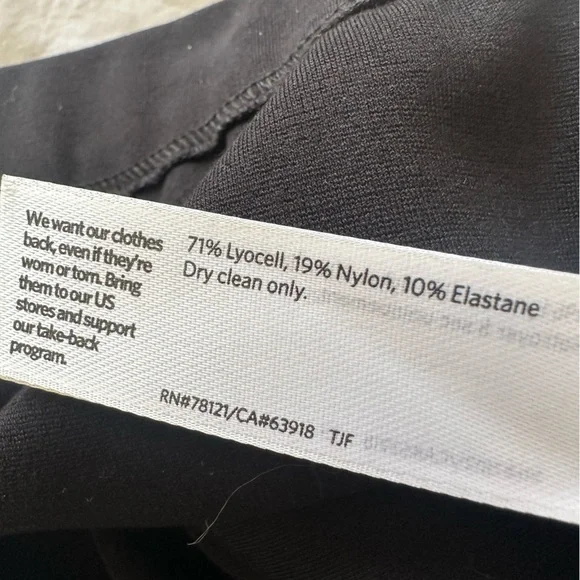 We want our clothes
back, even if they're
worn or torn. Bring
them to our US
stores and support
our take-back
program.
71% Lyocell, 19% Nylon, 10% Elastane
Dry clean only.
RN#78121/CA#63918 TJF